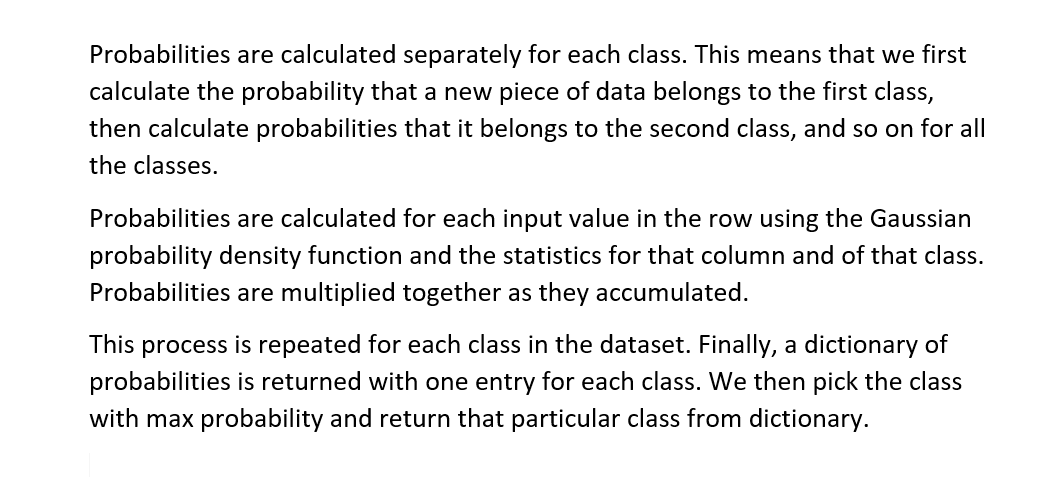 Probabilities are calculated separately for each class. This means that we first
calculate the probability that a new piece of data belongs to the first class,
then calculate probabilities that it belongs to the second class, and so on for all
the classes.
Probabilities are calculated for each input value in the row using the Gaussian
probability density function and the statistics for that column and of that class.
Probabilities are multiplied together as they accumulated.
This process is repeated for each class in the dataset. Finally, a dictionary of
probabilities is returned with one entry for each class. We then pick the class
with max probability and return that particular class from dictionary.